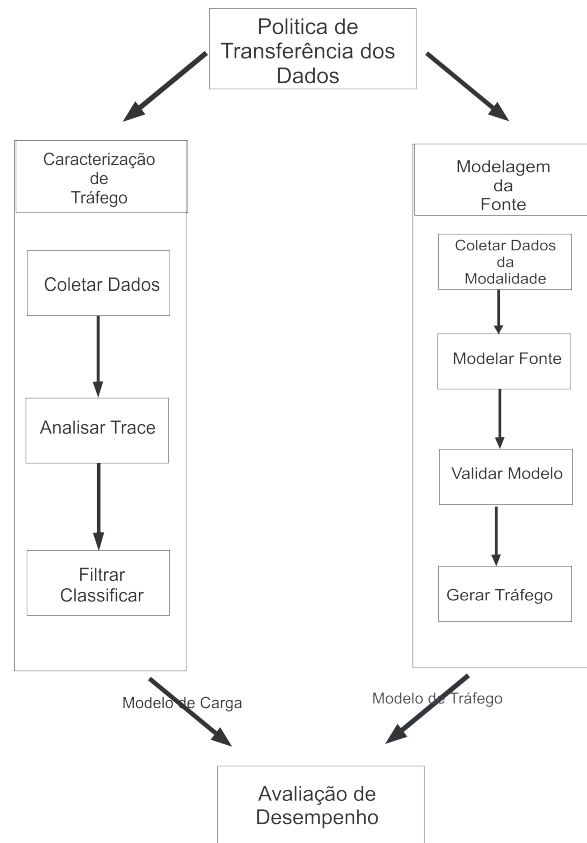 Politica de
Transferência dos
Dados
Caracterização
de
Tráfego
Coletar Dados
Analisar Trace
Filtrar
Classificar
Modelo de Carga
Modelagem
da
Fonte
Coletar Dados
da
Modalidade
Modelar Fonte
Validar Modelo
Gerar Tráfego
Modelo de Tráfego
Avaliação de
Desempenho